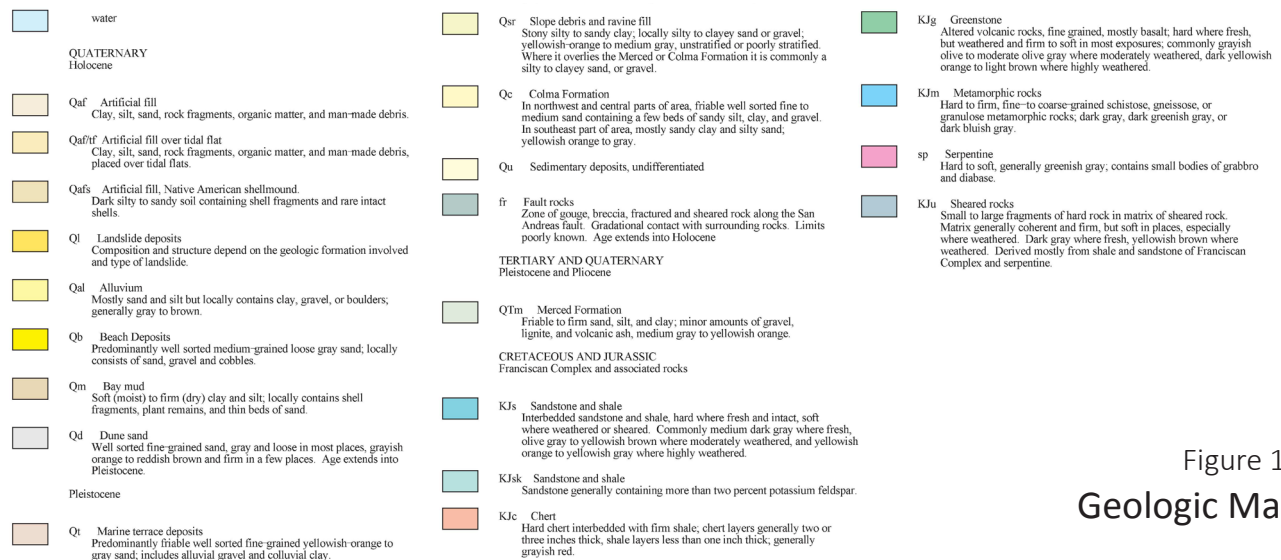 water
QUATERNARY
Holocene
Qaf Artificial fill
Clay, silt, sand, rock fragments, organic matter, and man-made debris.
Qaf/tf Artificial fill over tidal flat
Clay, silt, sand, rock fragments, organic matter, and man-made debris,
placed over tidal flats.
Qafs Artificial fill, Native American shellmound.
Dark silty to sandy soil containing shell fragments and rare intact
shells.
Ql Landslide deposits
Composition and structure depend on the geologic formation involved
and type of landslide.
Qal Alluvium
Mostly sand and silt but locally contains clay, gravel, or boulders;
generally gray to brown.
Qb Beach Deposits
Predominantly well sorted medium-grained loose gray sand; locally
consists of sand, gravel and cobbles.
Qm Bay mud
Soft (moist) to firm (dry) clay and silt; locally contains shell
fragments, plant remains, and thin beds of sand.
Qd Dune sand
Well sorted fine-grained sand, gray and loose in most places, grayish
orange to reddish brown and firm in a few places. Age extends into
Pleistocene.
Pleistocene
Qt Marine terrace deposits
Predominantly friable well sorted fine-grained yellowish-orange to
gray sand; includes alluvial gravel and colluvial clay.
Qsr Slope debris and ravine fill
Stony silty to sandy clay; locally silty to clayey sand or gravel;
yellowish-orange to medium gray, unstratified or poorly stratified.
Where it overlies the Merced or Colma Formation it is commonly a
silty to clayey sand, or gravel.
Qc Colma Formation
In northwest and central parts of area, friable well sorted fine to
medium sand containing a few beds of sandy silt, clay, and gravel.
In southeast part of area, mostly sandy clay and silty sand;
yellowish orange to gray.
Qu Sedimentary deposits, undifferentiated
fr Fault rocks
Zone of gouge, breccia, fractured and sheared rock along the San
Andreas fault. Gradational contact with surrounding rocks. Limits
poorly known. Age extends into Holocene
TERTIARY AND QUATERNARY
Pleistocene and Pliocene
QTm Merced Formation
Friable to firm sand, silt, and clay; minor amounts of gravel,
lignite, and volcanic ash, medium gray to yellowish orange.
CRETACEOUS AND JURASSIC
Franciscan Complex and associated rocks
KJs Sandstone and shale
Interbedded sandstone and shale, hard where fresh and intact, soft
where weathered or sheared. Commonly medium dark gray where fresh,
olive gray to yellowish brown where moderately weathered, and yellowish
orange to yellowish gray where highly weathered.
KJsk Sandstone and shale
Sandstone generally containing more than two percent potassium feldspar.
KJc Chert
Hard chert interbedded with firm shale; chert layers generally two or
three inches thick, shale layers less than one inch thick; generally
grayish red.
KJg Greenstone
Altered volcanic rocks, fine grained, mostly basalt; hard where fresh,
but weathered and firm to soft in most exposures; commonly grayish
olive to moderate olive gray where moderately weathered, dark yellowish
orange to light brown where highly weathered.
KJm Metamorphic rocks
Hard to firm, fine-to coarse-grained schistose, gneissose, or
granulose metamorphic rocks; dark gray, dark greenish gray, or
dark bluish gray.
sp Serpentine
Hard to soft, generally greenish gray; contains small bodies of grabbro
and diabase.
KJu Sheared rocks
Small to large fragments of hard rock in matrix of sheared rock.
Matrix generally coherent and firm, but soft in places, especially
where weathered. Dark gray where fresh, yellowish brown where
weathered. Derived mostly from shale and sandstone of Franciscan
Complex and serpentine.
Figure 1
Geologic Ma